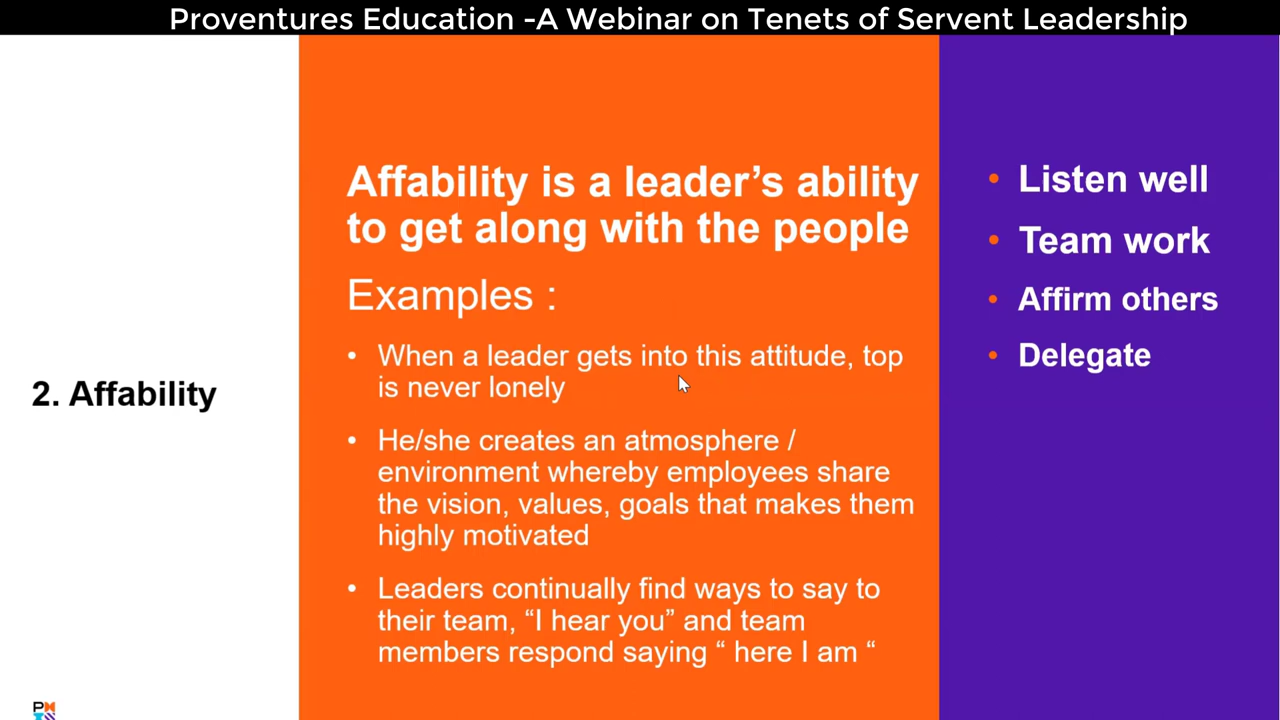 Proventures Education -A Webinar on Tenets of Servent Leadership
2. Affability
Affability is a leader’s ability
to get along with the people
Examples :
• When a leader gets into this attitude, top
is never lonely
• He/she creates an atmosphere /
environment whereby employees share
the vision, values, goals that makes them
highly motivated
• Leaders continually find ways to say to
their team, “I hear you” and team
members respond saying “ here I am “
• Listen well
• Team work
• Affirm others
• Delegate